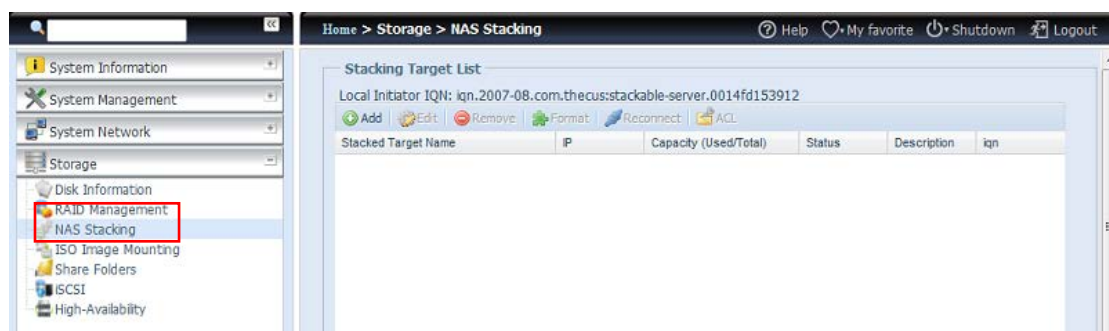 Home > Storage > NAS Stacking
Help My favorite Shutdown Logout
System Information
System Management
System Network
Storage
Disk Information
RAID Management
NAS Stacking
ISO Image Mounting
Share Folders
iSCSI
High-Availability
Stacking Target List
Local Initiator IQN: iqn.2007-08.com.thecus:stackable-server.0014fd153912
Add Edit Remove Format Reconnect ACL
Stacked Target Name IP Capacity (Used/Total) Status Description iqn